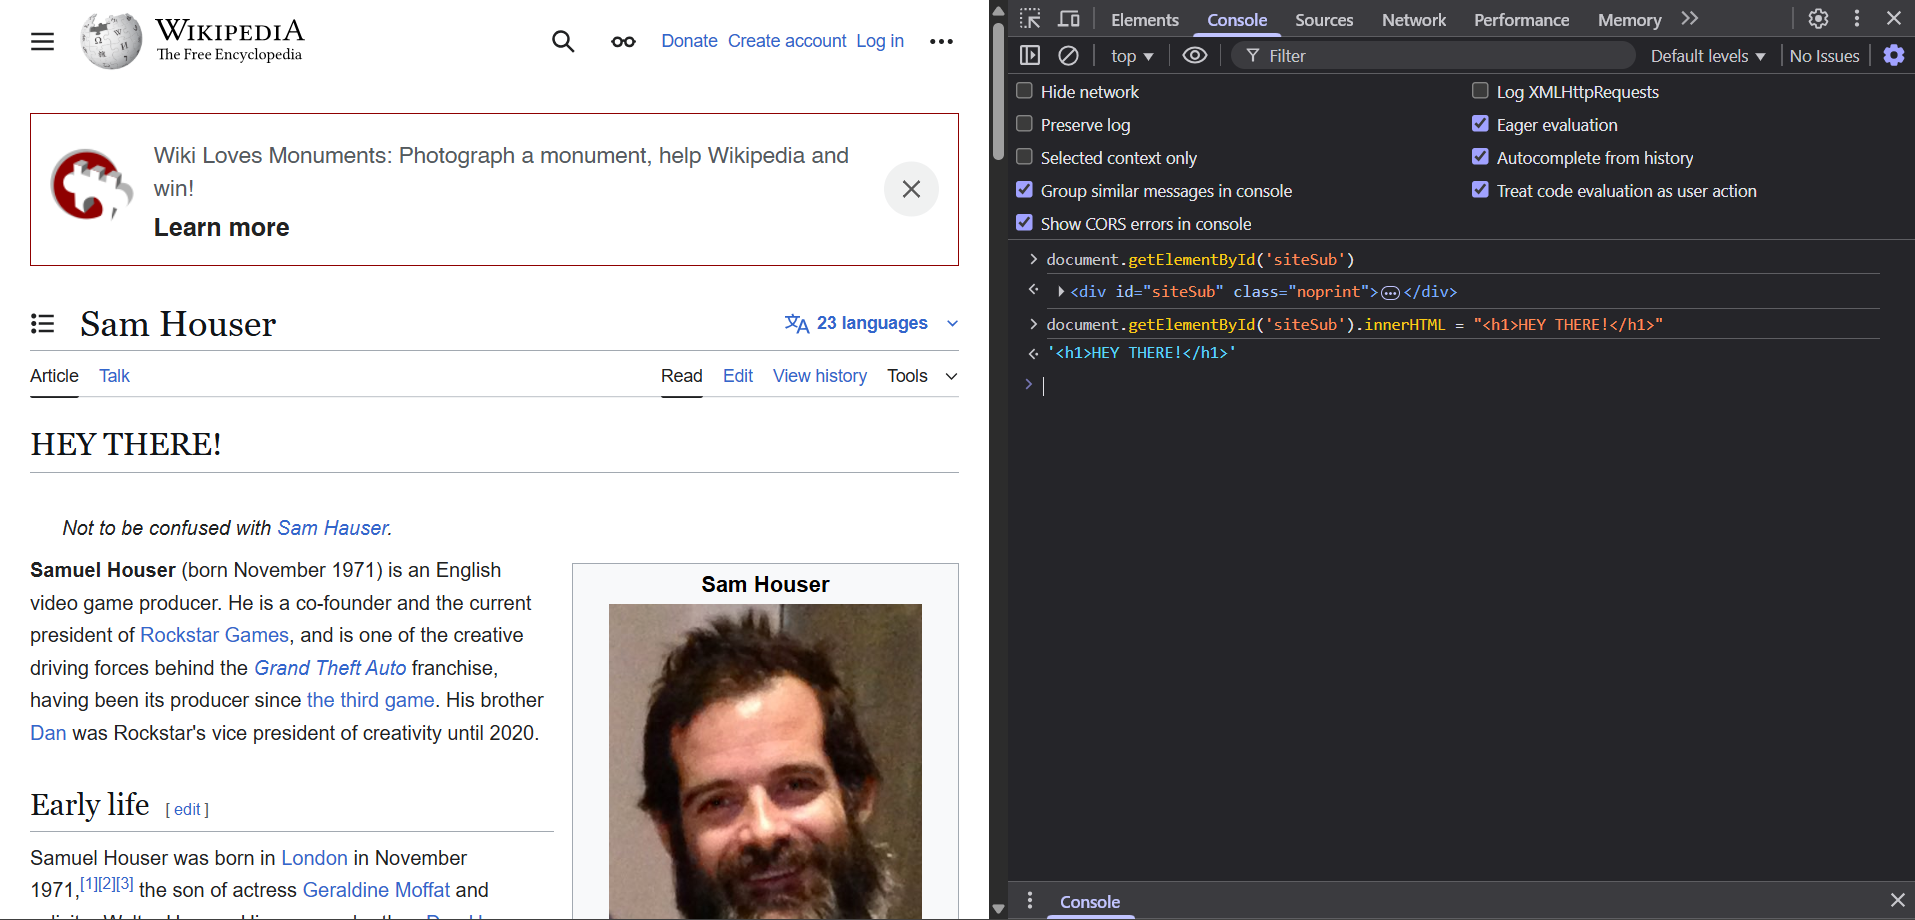 WIKIPEDIA
The Free Encyclopedia
Donate Create account Log in
Wiki Loves Monuments: Photograph a monument, help Wikipedia and
win!
Learn more
Sam Houser
23 languages
Article Talk Read Edit View history Tools
HEY THERE!
Not to be confused with Sam Hauser.
Samuel Houser (born November 1971) is an English
video game producer. He is a co-founder and the current
president of Rockstar Games, and is one of the creative
driving forces behind the Grand Theft Auto franchise,
having been its producer since the third game. His brother
Dan was Rockstar's vice president of creativity until 2020.
Sam Houser
Early life [ edit ]
Samuel Houser was born in London in November
1971,[1][2][3] the son of actress Geraldine Moffat and
Elements Console Sources Network Performance Memory
top Filter Default levels No Issues
Hide network Log XMLHttpRequests
Preserve log Eager evaluation
Selected context only Autocomplete from history
Group similar messages in console Treat code evaluation as user action
Show CORS errors in console
document.getElementById('siteSub')
<div id="siteSub" class="noprint">…</div>
document.getElementById('siteSub').innerHTML = "<h1>HEY THERE!</h1>"
'<h1>HEY THERE!</h1>'
Console